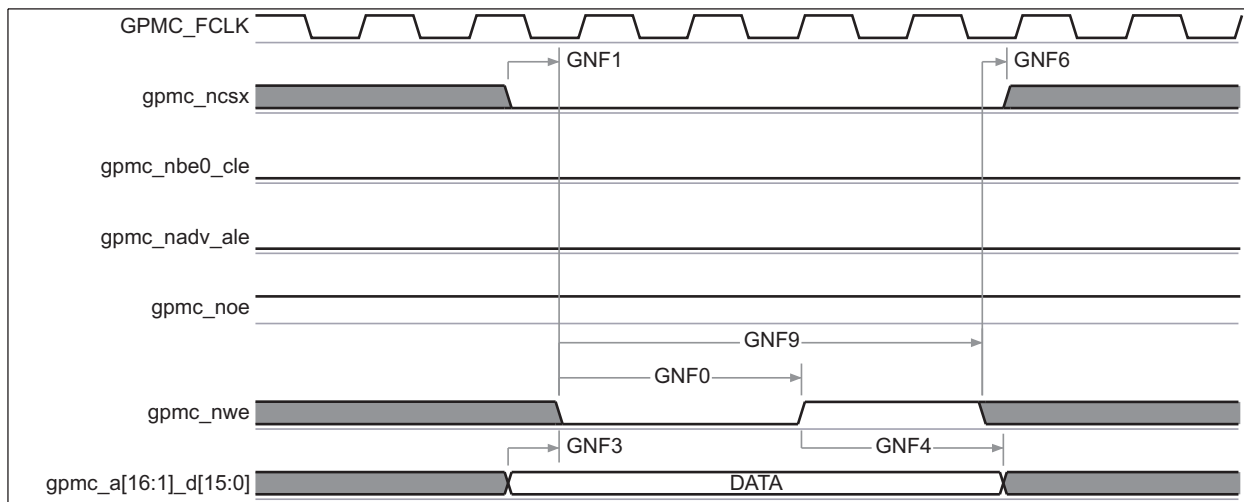 GPMC_FCLK
GNF1
GNF6
gpmc_ncsx
gpmc_nbe0_cle
gpmc_nadv_ale
gpmc_noe
GNF9
GNF0
gpmc_nwe
GNF3
GNF4
gpmc_a[16:1]_d[15:0]
DATA